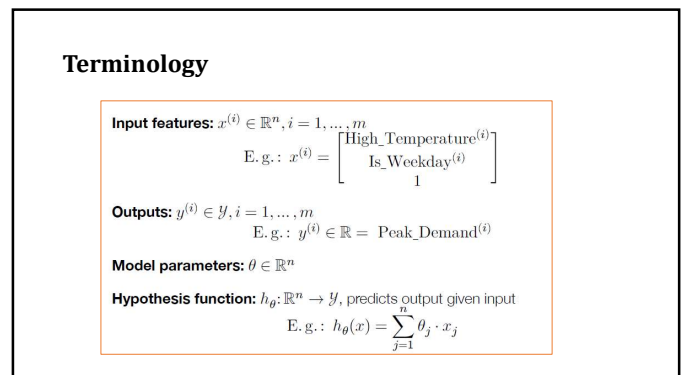 Terminology
Input features: x^{(i)} ∈ ℝ^n, i = 1, … , m
E.g.: x^{(i)} = [High_Temperature^{(i)}
Is_Weekday^{(i)}
1]
Outputs: y^{(i)} ∈ 𝒴, i = 1, … , m
E.g.: y^{(i)} ∈ ℝ = Peak_Demand^{(i)}
Model parameters: θ ∈ ℝ^n
Hypothesis function: h_θ: ℝ^n → 𝒴, predicts output given input
E.g.: h_θ(x) = ∑_{j=1}^{n} θ_j ⋅ x_j